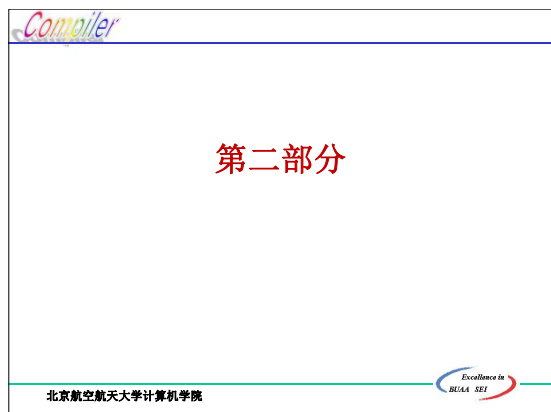 Compiler
第二部分
Excellence in
BUAA SEI
北京航空航天大学计算机学院